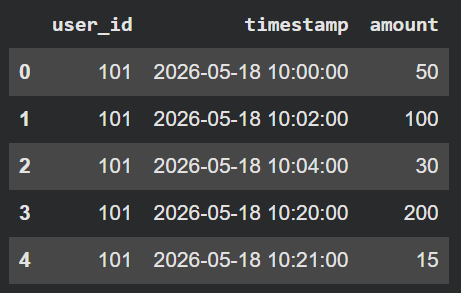 user_id timestamp amount
0 101 2026-05-18 10:00:00 50
1 101 2026-05-18 10:02:00 100
2 101 2026-05-18 10:04:00 30
3 101 2026-05-18 10:20:00 200
4 101 2026-05-18 10:21:00 15